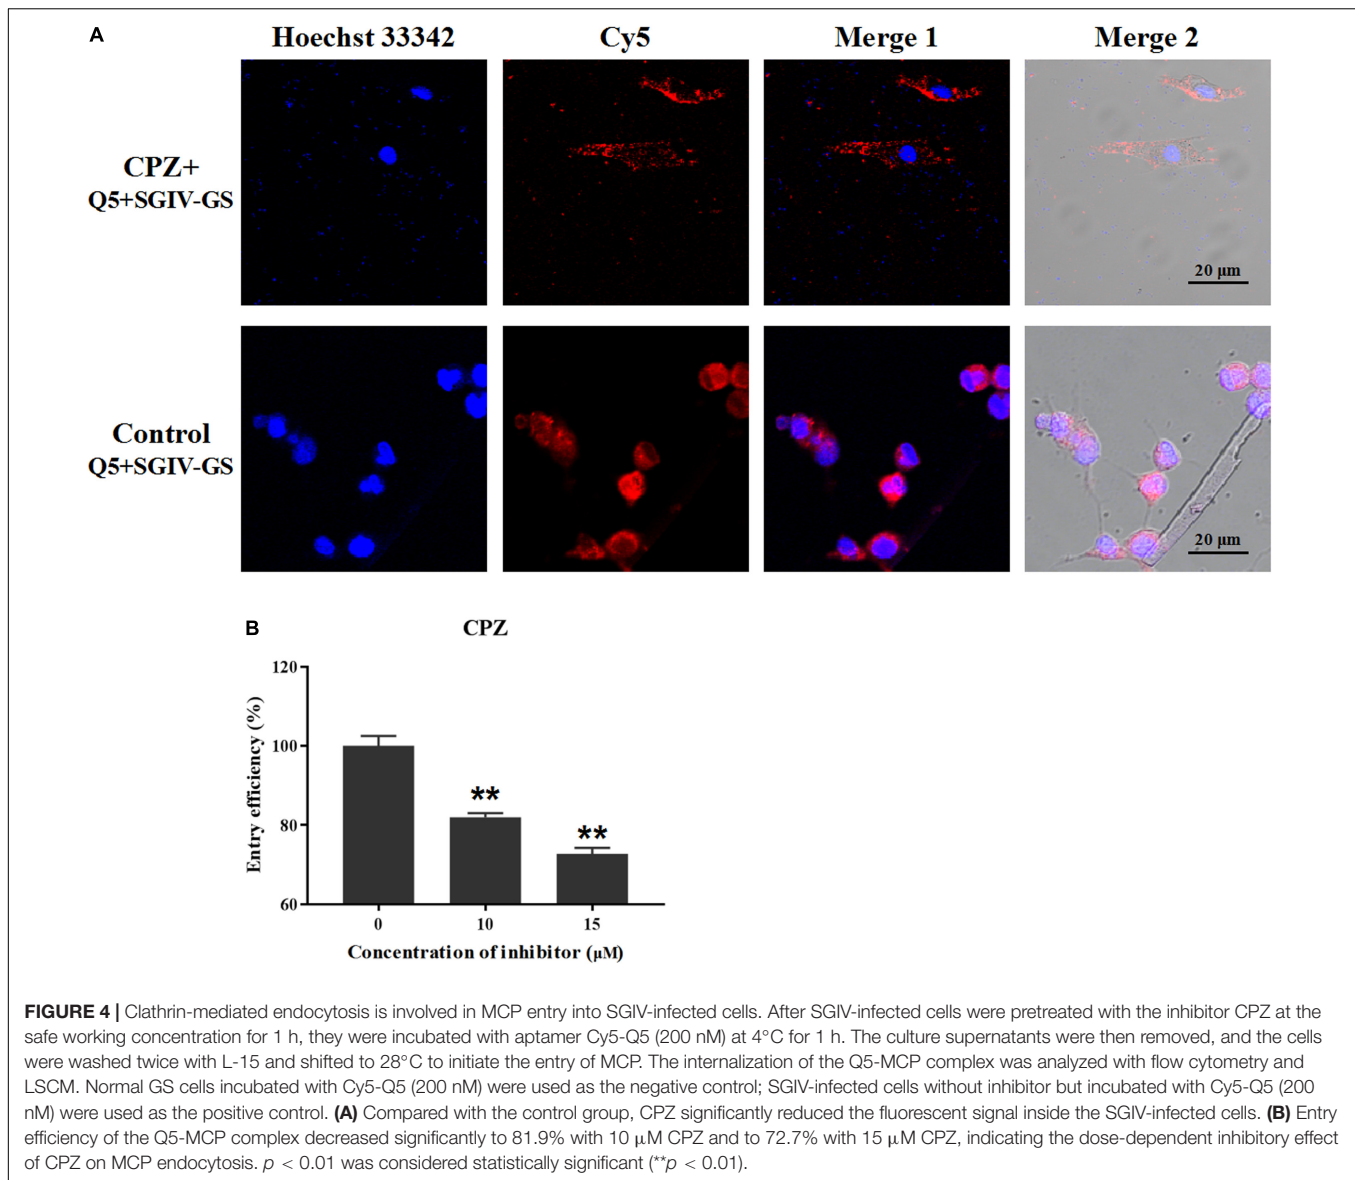 A
Hoechst 33342 Cy5 Merge 1 Merge 2
CPZ+
Q5+SGIV-GS
20 μm
Control
Q5+SGIV-GS
20 μm
B
CPZ
120
100
80
60
Entry efficiency (%)
** 
**
0 10 15
Concentration of inhibitor (μM)
FIGURE 4 | Clathrin-mediated endocytosis is involved in MCP entry into SGIV-infected cells. After SGIV-infected cells were pretreated with the inhibitor CPZ at the
safe working concentration for 1 h, they were incubated with aptamer Cy5-Q5 (200 nM) at 4°C for 1 h. The culture supernatants were then removed, and the cells
were washed twice with L-15 and shifted to 28°C to initiate the entry of MCP. The internalization of the Q5-MCP complex was analyzed with flow cytometry and
LSCM. Normal GS cells incubated with Cy5-Q5 (200 nM) were used as the negative control; SGIV-infected cells without inhibitor but incubated with Cy5-Q5 (200
nM) were used as the positive control. (A) Compared with the control group, CPZ significantly reduced the fluorescent signal inside the SGIV-infected cells. (B) Entry
efficiency of the Q5-MCP complex decreased significantly to 81.9% with 10 μM CPZ and to 72.7% with 15 μM CPZ, indicating the dose-dependent inhibitory effect
of CPZ on MCP endocytosis. p < 0.01 was considered statistically significant (**p < 0.01).